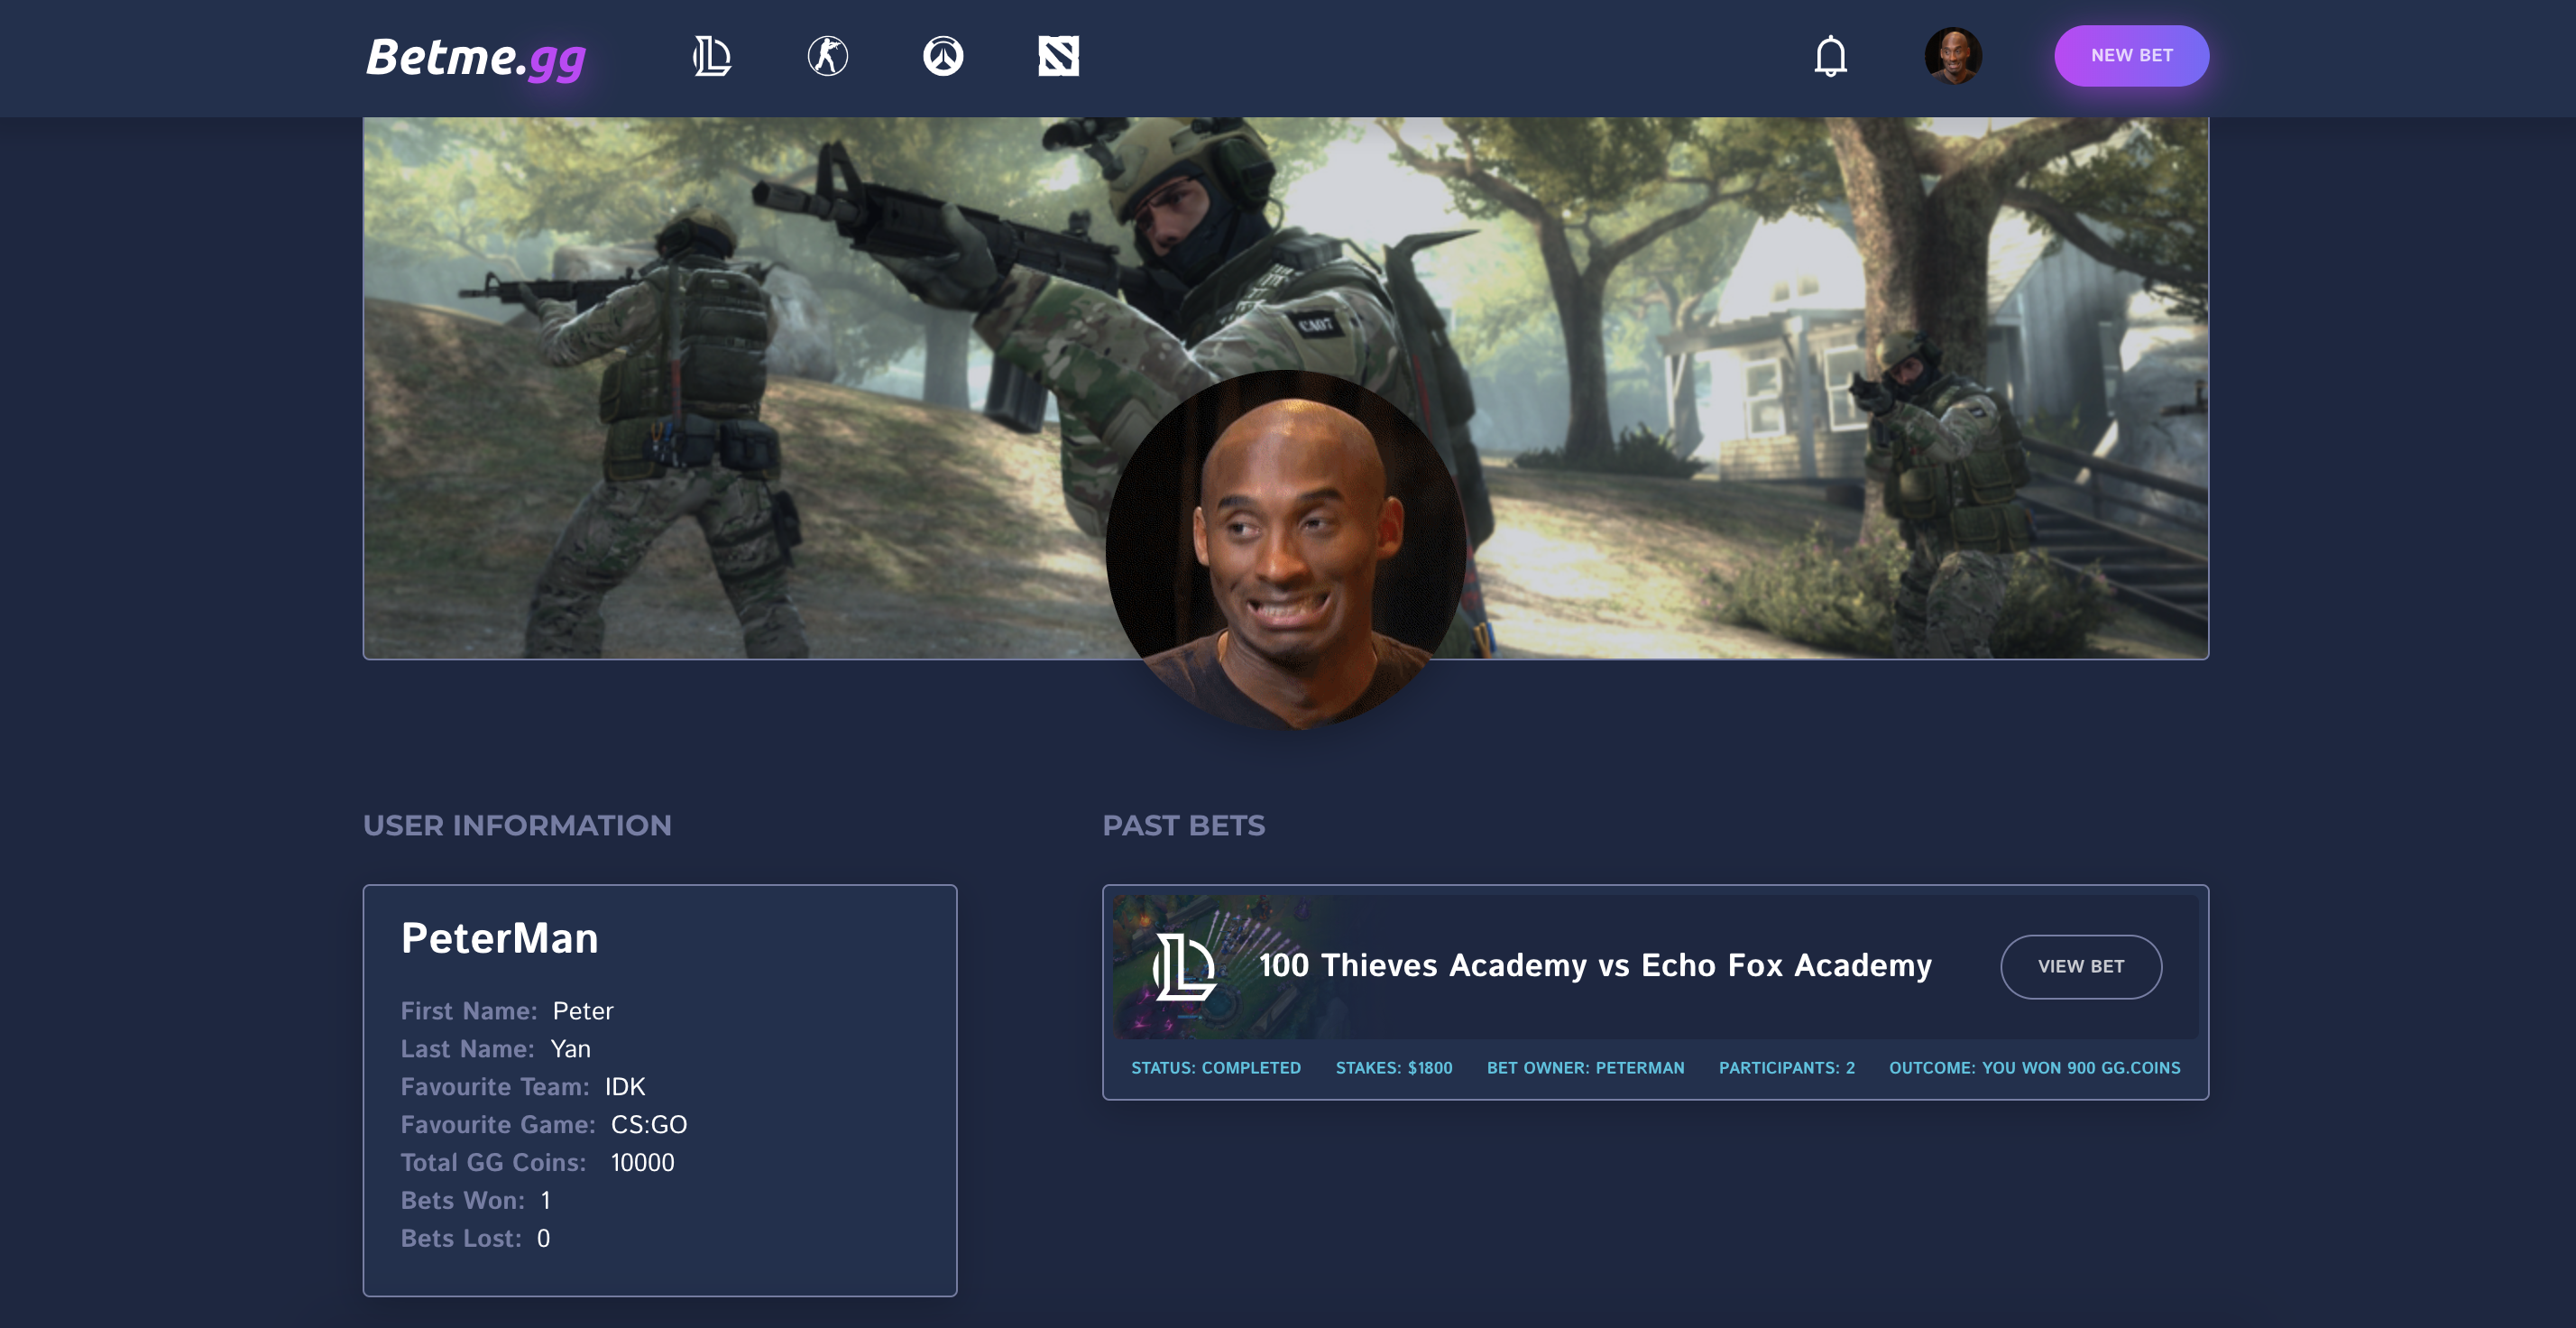 Betme.gg
NEW BET
CA07
USER INFORMATION
PAST BETS
PeterMan
First Name: Peter
Last Name: Yan
Favourite Team: IDK
Favourite Game: CS:GO
Total GG Coins: 10000
Bets Won: 1
Bets Lost: 0
100 Thieves Academy vs Echo Fox Academy
VIEW BET
STATUS: COMPLETED STAKES: $1800 BET OWNER: PETERMAN PARTICIPANTS: 2 OUTCOME: YOU WON 900 GG.COINS